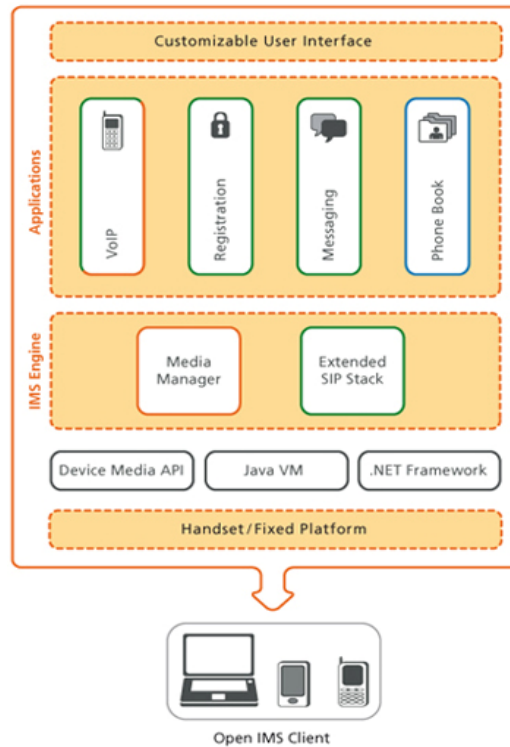 Customizable User Interface
Applications
VoIP
Registration
Messaging
Phone Book
IMS Engine
Media
Manager
Extended
SIP Stack
Device Media API
Java VM
.NET Framework
Handset/Fixed Platform
Open IMS Client